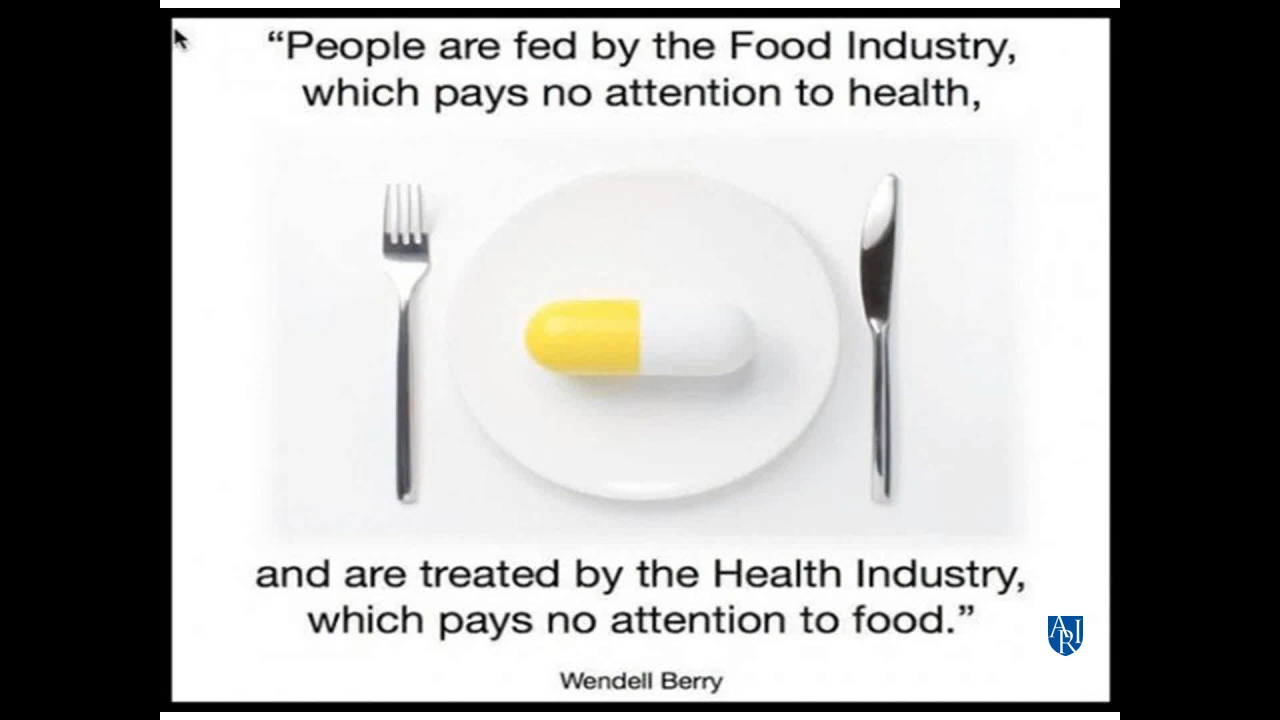 “People are fed by the Food Industry,
which pays no attention to health,
and are treated by the Health Industry,
which pays no attention to food.”
ARI
Wendell Berry